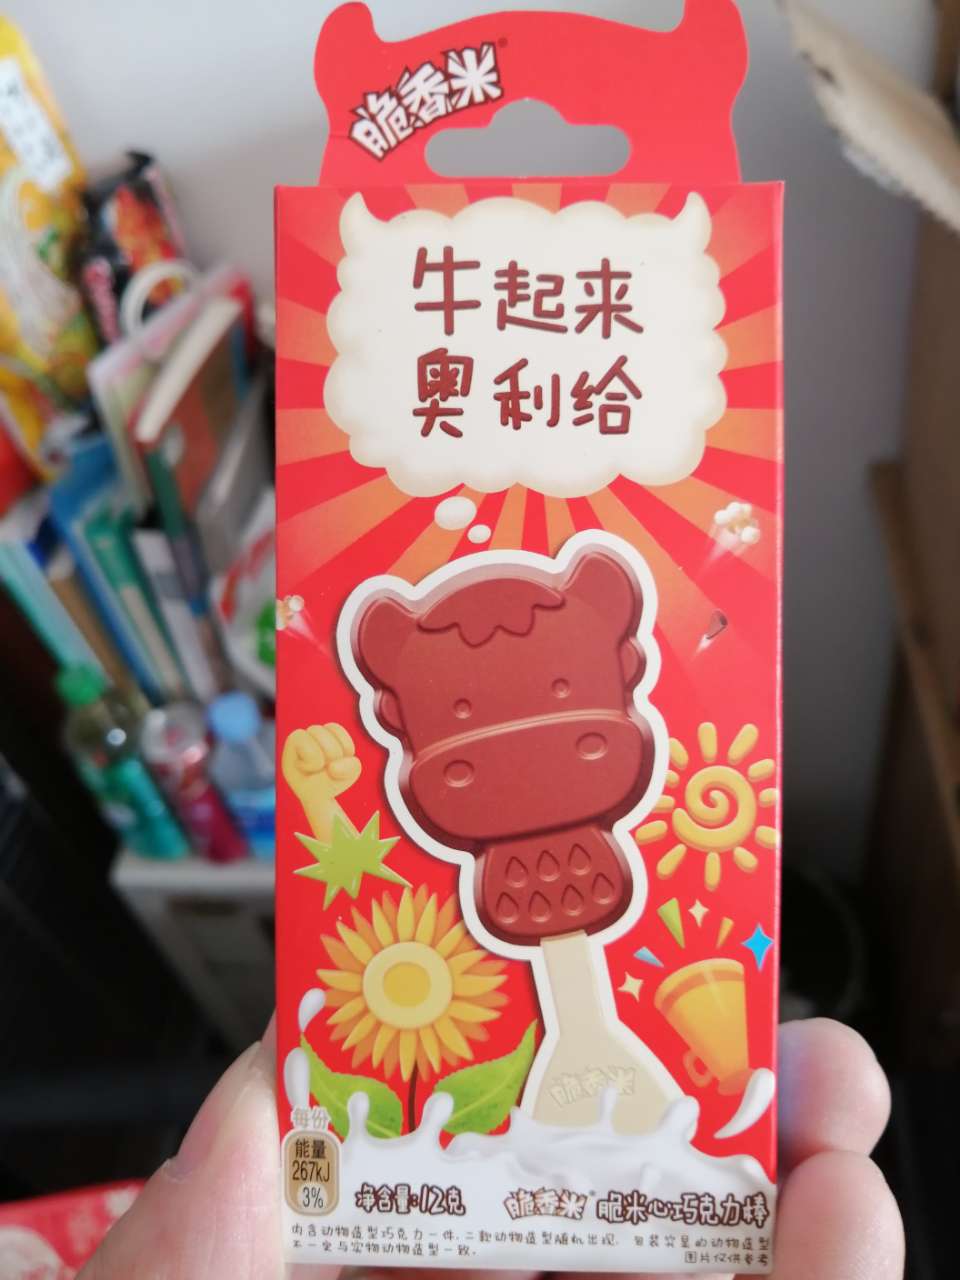 脆香米®
牛起来
奥利给
脆香米
每份
能量
267kJ
3%
净含量:12克
脆香米® 脆米心巧克力棒
内含动物造型巧克力一件,二款动物造型随机出现,包装完呈的动物造型
不一定与实物动物造型一致。
图片仅供参考